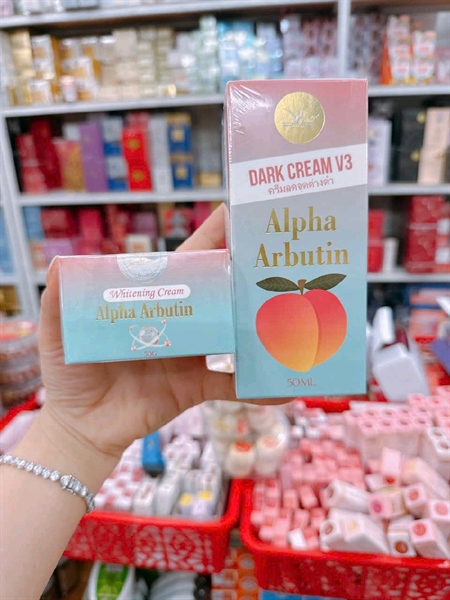 DARK CREAM V3
ครีมลดจุดด่างดำ
Alpha
Arbutin
50ML
Whitening Cream
Alpha Arbutin